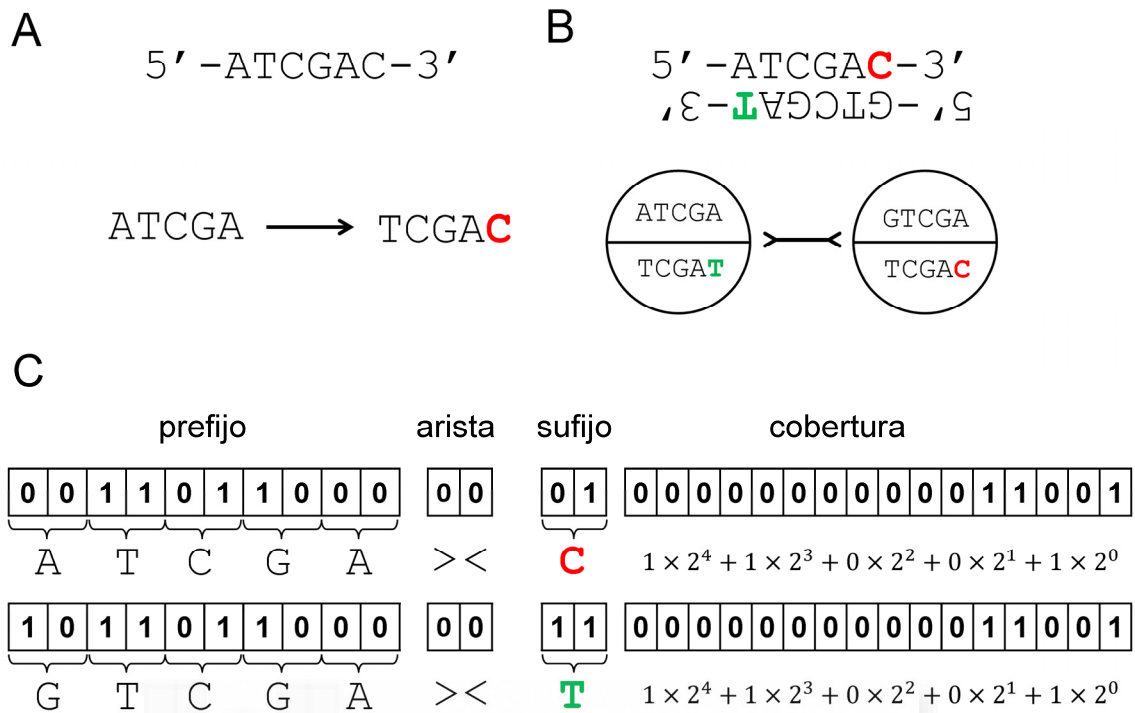 A
5′-ATCGAC-3′
ATCGA → TCGAC
B
5′-ATCGAC-3′
5′-GTCGAT-3′
ATCGA
TCGAT
>—<
GTCGA
TCGAC
C
prefijo arista sufijo cobertura
0 0 1 1 0 1 1 0 0 0 0 0 0 1 0 0 0 0 0 0 0 0 0 0 0 1 1 0 0 1
A T C G A >< C 1 × 2⁴ + 1 × 2³ + 0 × 2² + 0 × 2¹ + 1 × 2⁰
1 0 1 1 0 1 1 0 0 0 0 0 1 1 0 0 0 0 0 0 0 0 0 0 0 1 1 0 0 1
G T C G A >< T 1 × 2⁴ + 1 × 2³ + 0 × 2² + 0 × 2¹ + 1 × 2⁰